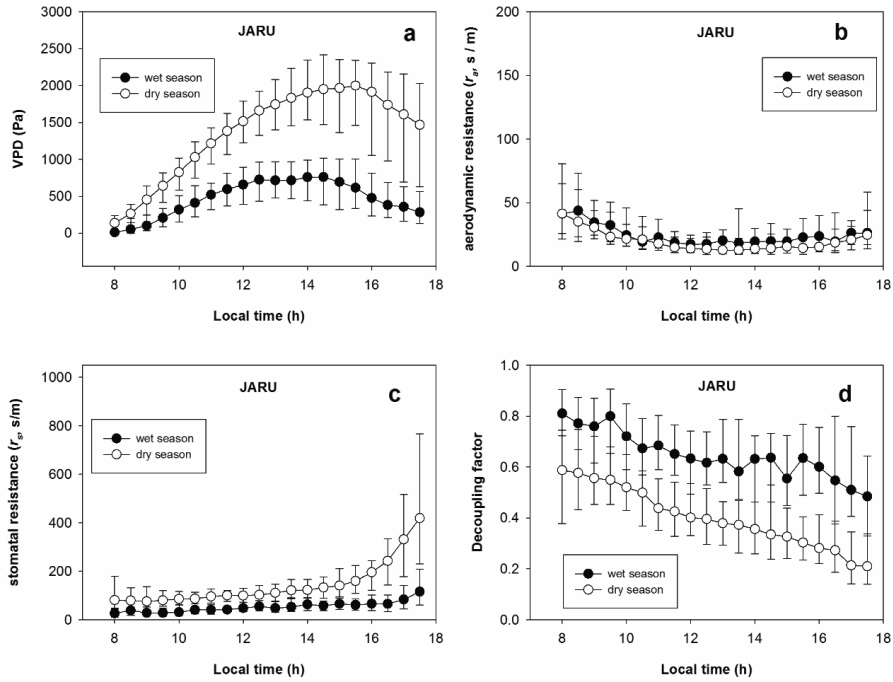 JARU
a
wet season
dry season
VPD (Pa)
3000
2500
2000
1500
1000
500
0
8 10 12 14 16 18
Local time (h)
JARU
b
wet season
dry season
aerodynamic resistance (ra, s / m)
200
150
100
50
0
8 10 12 14 16 18
Local time (h)
JARU
c
wet season
dry season
stomatal resistance (rs, s/m)
1000
800
600
400
200
0
8 10 12 14 16 18
Local time (h)
JARU
d
wet season
dry season
Decoupling factor
1.0
0.8
0.6
0.4
0.2
0.0
8 10 12 14 16 18
Local time (h)